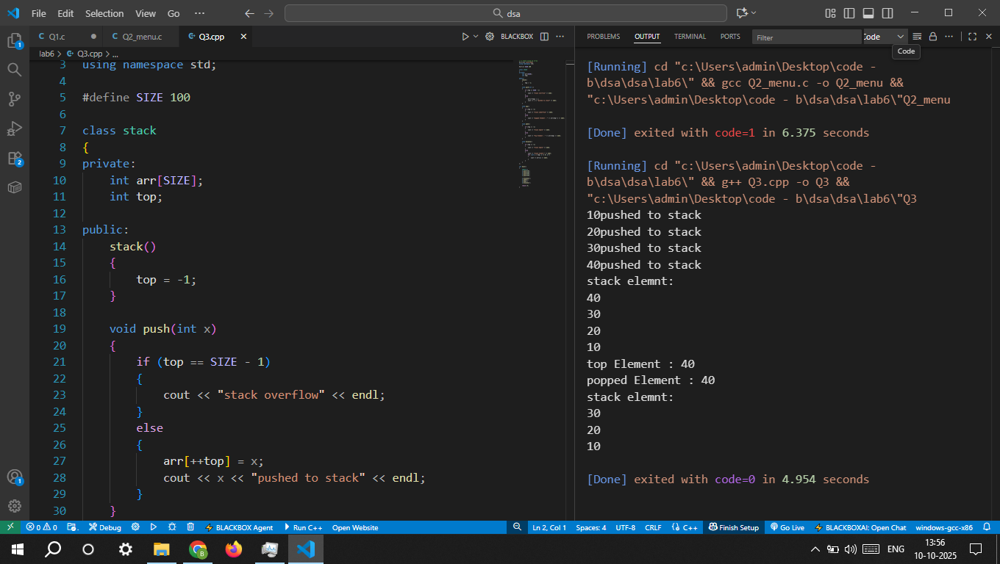 File Edit Selection View Go ··· dsa
Q1.c
Q2_menu.c
Q3.cpp
BLACKBOX
lab6 > Q3.cpp > ...
3 using namespace std;
4
5 #define SIZE 100
6
7 class stack
8 {
9 private:
10 int arr[SIZE];
11 int top;
12
13 public:
14 stack()
15 {
16 top = -1;
17 }
18
19 void push(int x)
20 {
21 if (top == SIZE - 1)
22 {
23 cout << "stack overflow" << endl;
24 }
25 else
26 {
27 arr[++top] = x;
28 cout << x << "pushed to stack" << endl;
29 }
30 }
PROBLEMS OUTPUT TERMINAL PORTS Filter Code
Code
[Running] cd "c:\Users\admin\Desktop\code -
b\dsa\dsa\lab6\" && gcc Q2_menu.c -o Q2_menu &&
"c:\Users\admin\Desktop\code - b\dsa\dsa\lab6\"Q2_menu
[Done] exited with code=1 in 6.375 seconds
[Running] cd "c:\Users\admin\Desktop\code -
b\dsa\dsa\lab6\" && g++ Q3.cpp -o Q3 &&
"c:\Users\admin\Desktop\code - b\dsa\dsa\lab6\"Q3
10pushed to stack
20pushed to stack
30pushed to stack
40pushed to stack
stack elemnt:
40
30
20
10
top Element : 40
popped Element : 40
stack elemnt:
30
20
10
[Done] exited with code=0 in 4.954 seconds
0 0 Debug BLACKBOX Agent Run C++ Open Website Ln 2, Col 1 Spaces: 4 UTF-8 CRLF {} C++ Finish Setup Go Live BLACKBOXAI: Open Chat windows-gcc-x86
ENG
13:56
10-10-2025